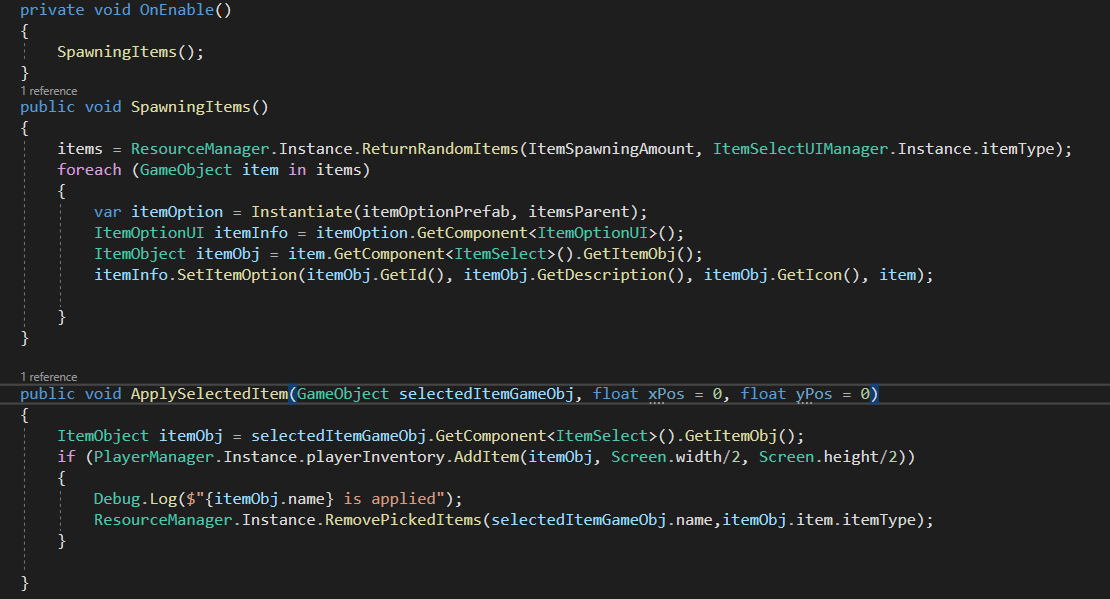 private void OnEnable()
{
    SpawningItems();
}
1 reference
public void SpawningItems()
{
    items = ResourceManager.Instance.ReturnRandomItems(ItemSpawningAmount, ItemSelectUIManager.Instance.itemType);
    foreach (GameObject item in items)
    {
        var itemOption = Instantiate(itemOptionPrefab, itemsParent);
        ItemOptionUI itemInfo = itemOption.GetComponent<ItemOptionUI>();
        ItemObject itemObj = item.GetComponent<ItemSelect>().GetItemObj();
        itemInfo.SetItemOption(itemObj.GetId(), itemObj.GetDescription(), itemObj.GetIcon(), item);
    }
}
1 reference
public void ApplySelectedItem(GameObject selectedItemGameObj, float xPos = 0, float yPos = 0)
{
    ItemObject itemObj = selectedItemGameObj.GetComponent<ItemSelect>().GetItemObj();
    if (PlayerManager.Instance.playerInventory.AddItem(itemObj, Screen.width/2, Screen.height/2))
    {
        Debug.Log($"{itemObj.name} is applied");
        ResourceManager.Instance.RemovePickedItems(selectedItemGameObj.name,itemObj.item.itemType);
    }
}